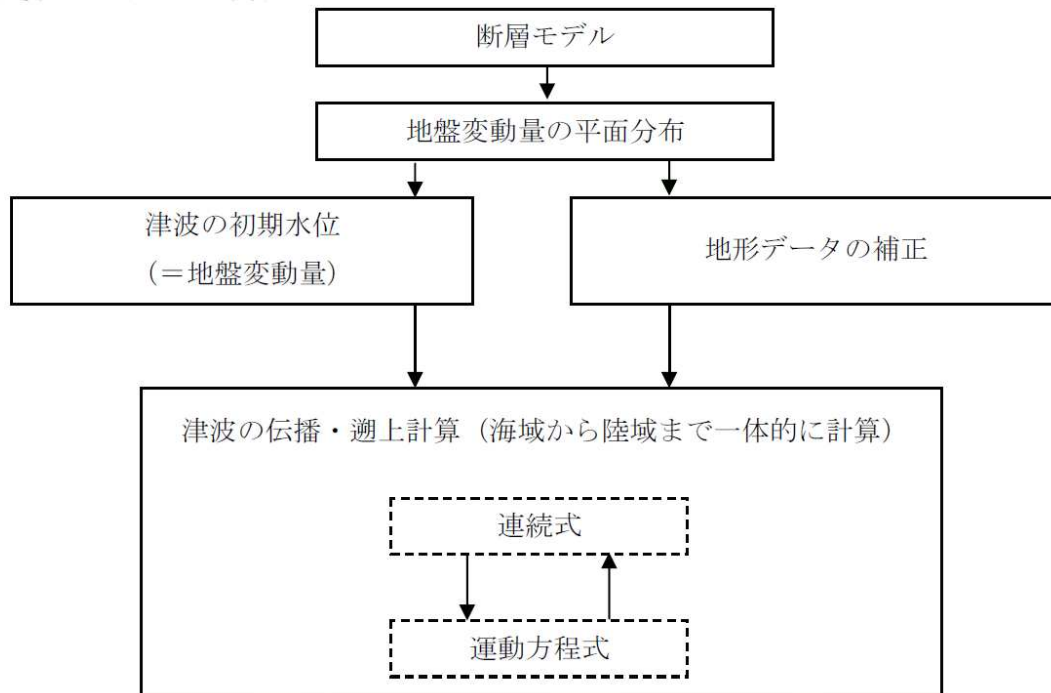 断層モデル
地盤変動量の平面分布
津波の初期水位
（＝地盤変動量）
地形データの補正
津波の伝播・遡上計算（海域から陸域まで一体的に計算）
連続式
運動方程式